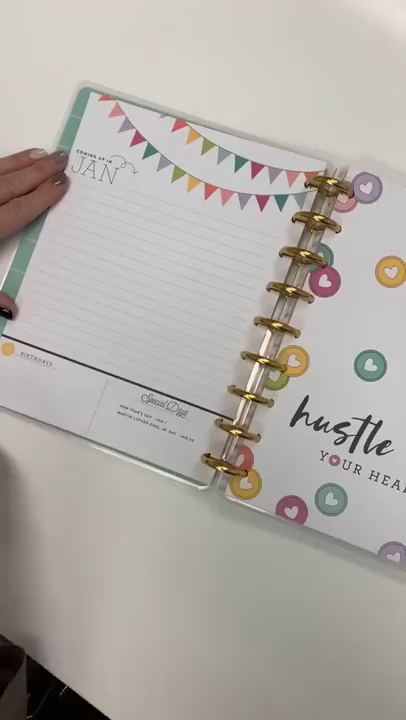 COMING UP IN
JAN
BIRTHDAYS
Special Days
NEW YEAR'S DAY - JAN 1
MARTIN LUTHER KING, JR. DAY - JAN 20
hustle
YOUR HEA